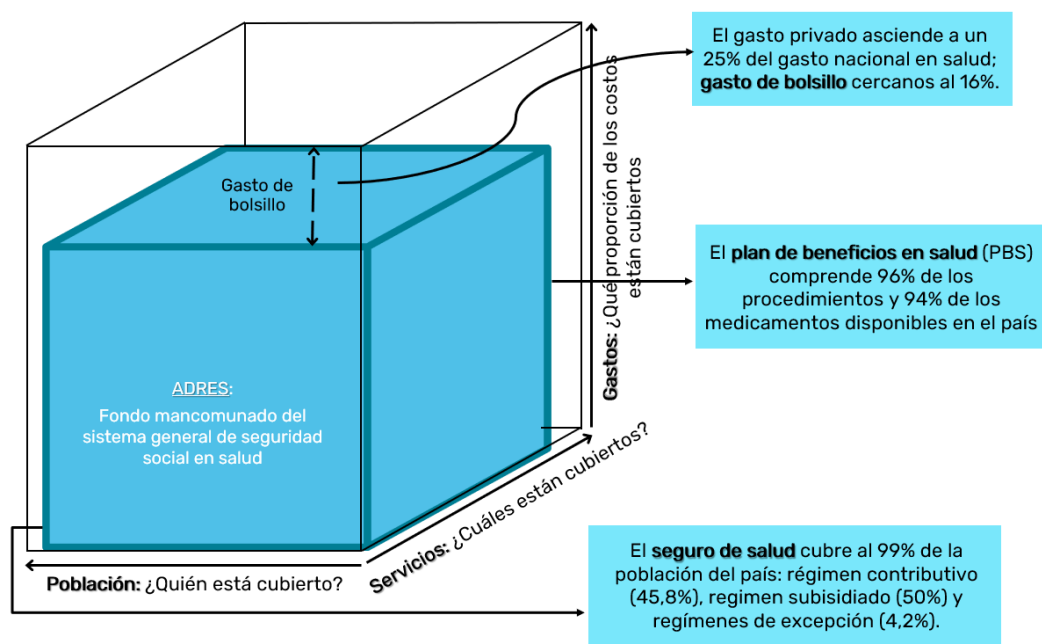 El gasto privado asciende a un
25% del gasto nacional en salud;
gasto de bolsillo cercanos al 16%.
Gasto de
bolsillo
Gastos: ¿Qué proporción de los costos
están cubiertos
están cubiertos
El plan de beneficios en salud (PBS)
comprende 96% de los
procedimientos y 94% de los
medicamentos disponibles en el país
ADRES:
Fondo mancomunado del
sistema general de seguridad
social en salud
Servicios: ¿Cuáles están cubiertos?
Población: ¿Quién está cubierto?
El seguro de salud cubre al 99% de la
población del país: régimen contributivo
(45,8%), regimen subisidiado (50%) y
regímenes de excepción (4,2%).